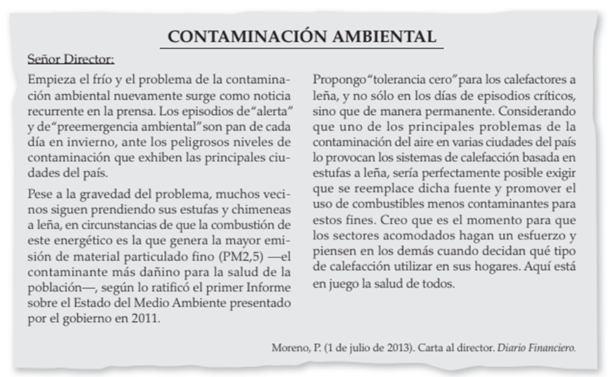 CONTAMINACIÓN AMBIENTAL
Señor Director:
Empieza el frío y el problema de la contamina-
ción ambiental nuevamente surge como noticia
recurrente en la prensa. Los episodios de "alerta"
y de "preemergencia ambiental" son pan de cada
día en invierno, ante los peligrosos niveles de
contaminación que exhiben las principales ciu-
dades del país.
Pese a la gravedad del problema, muchos veci-
nos siguen prendiendo sus estufas y chimeneas
a leña, en circunstancias de que la combustión de
este energético es la que genera la mayor emi-
sión de material particulado fino (PM2,5) —el
contaminante más dañino para la salud de la
población—, según lo ratificó el primer Informe
sobre el Estado del Medio Ambiente presentado
por el gobierno en 2011.
Propongo "tolerancia cero" para los calefactores a
leña, y no sólo en los días de episodios críticos,
sino que de manera permanente. Considerando
que uno de los principales problemas de la
contaminación del aire en varias ciudades del país
lo provocan los sistemas de calefacción basada en
estufas a leña, sería perfectamente posible exigir
que se reemplace dicha fuente y promover el
uso de combustibles menos contaminantes para
estos fines. Creo que es el momento para que
los sectores acomodados hagan un esfuerzo y
piensen en los demás cuando decidan qué tipo
de calefacción utilizar en sus hogares. Aquí está
en juego la salud de todos.
Moreno, P. (1 de julio de 2013). Carta al director. Diario Financiero.